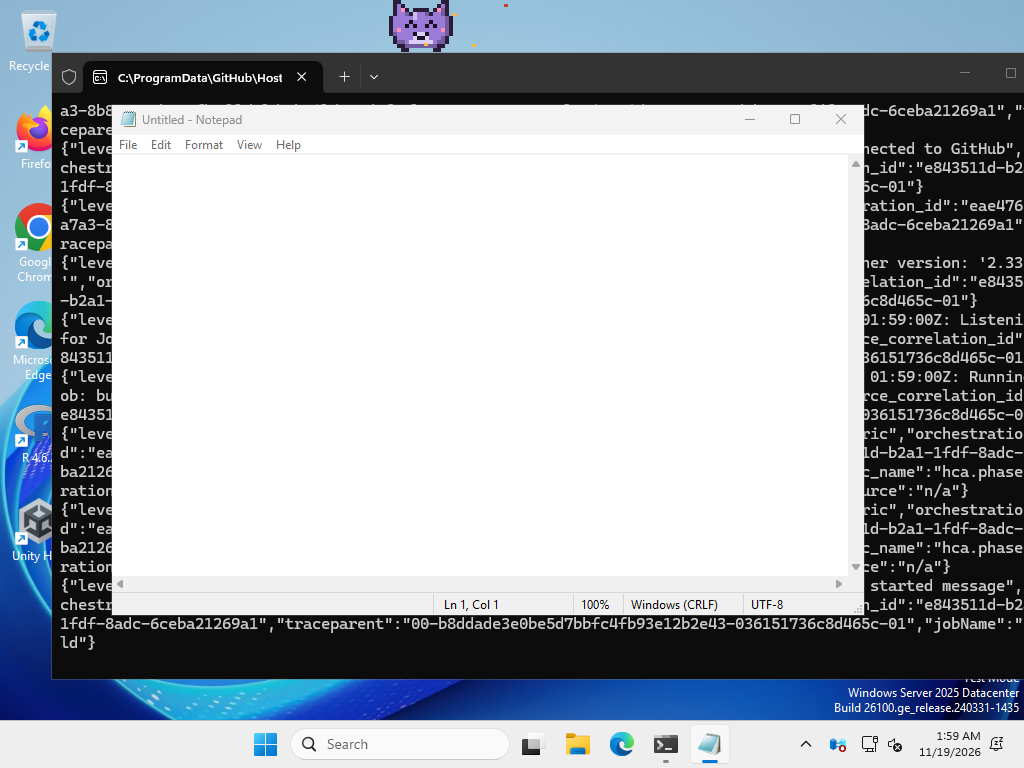 Recycle
C:\ProgramData\GitHub\Host
Untitled - Notepad
File Edit Format View Help
Ln 1, Col 1 100% Windows (CRLF) UTF-8
Firefo
Googl
Chrom
Micros
Edge
R 4.6.
Unity H
a3-8b8
adc-6ceba21269a1","
cepare
{"leve
nected to GitHub",
chestr
n_id":"e843511d-b2
1fdf-8
5c-01"}
{"leve
ration_id":"eae476
a7a3-8
8adc-6ceba21269a1"
racepa
{"leve
ner version: '2.33
'","or
elation_id":"e8435
-b2a1-
6c8d465c-01"}
{"leve
01:59:00Z: Listeni
for Jo
ce_correlation_id"
843511
36151736c8d465c-01
{"leve
01:59:00Z: Runnin
ob: bu
rce_correlation_id
e84351
036151736c8d465c-0
{"leve
ric","orchestratio
d":"ea
1d-b2a1-1fdf-8adc-
ba2126
c_name":"hca.phase
ration
urce":"n/a"}
{"leve
ric","orchestratio
d":"ea
1d-b2a1-1fdf-8adc-
ba2126
c_name":"hca.phase
ration
ce":"n/a"}
{"leve
started message",
chestr
n_id":"e843511d-b2
1fdf-8adc-6ceba21269a1","traceparent":"00-b8ddade3e0be5d7bbfc4fb93e12b2e43-036151736c8d465c-01","jobName":"
ld"}
Test Mode
Windows Server 2025 Datacenter
Build 26100.ge_release.240331-1435
Search
1:59 AM
11/19/2026